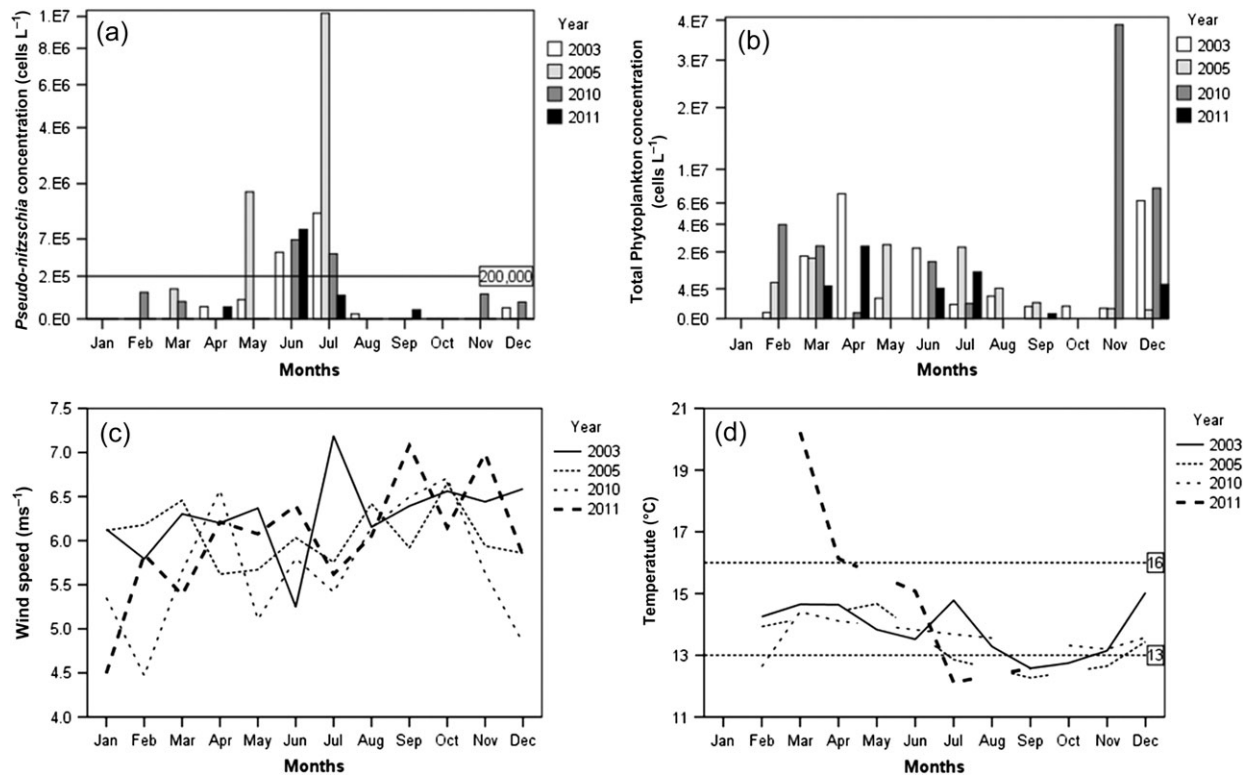 (a)
Pseudo-nitzschia concentration (cells L⁻¹)
1.E7
8.E6
6.E6
4.E6
2.E6
7.E5
2.E5
0.E0
200,000
Jan Feb Mar Apr May Jun Jul Aug Sep Oct Nov Dec
Months
Year
2003
2005
2010
2011
(b)
Total Phytoplankton concentration
(cells L⁻¹)
4.E7
3.E7
2.E7
1.E7
6.E6
4.E6
2.E6
4.E5
0.E0
Jan Feb Mar Apr May Jun Jul Aug Sep Oct Nov Dec
Months
Year
2003
2005
2010
2011
(c)
Wind speed (ms⁻¹)
7.5
7.0
6.5
6.0
5.5
5.0
4.5
4.0
Jan Feb Mar Apr May Jun Jul Aug Sep Oct Nov Dec
Months
Year
2003
2005
2010
2011
(d)
Temperatute (°C)
21
19
17
15
13
11
16
13
Jan Feb Mar Apr May Jun Jul Aug Sep Oct Nov Dec
Months
Year
2003
2005
2010
2011